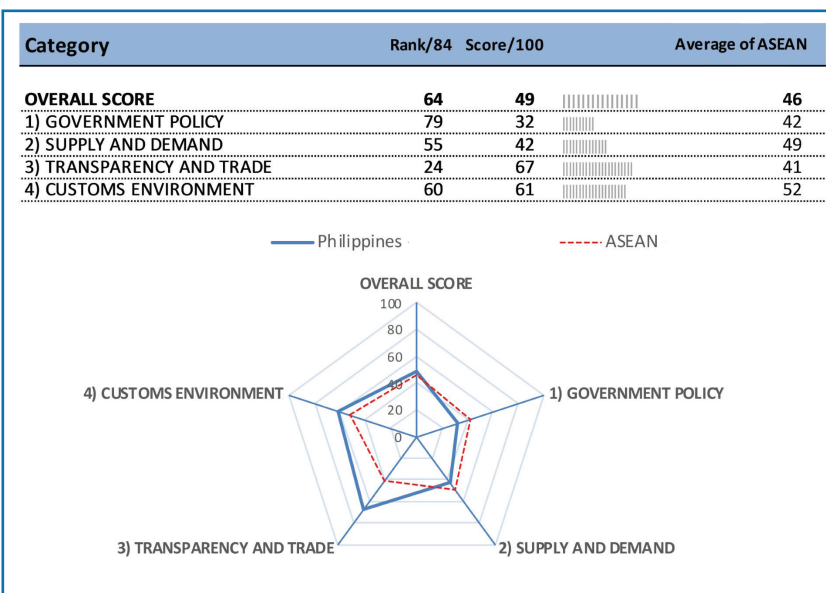 Category Rank/84 Score/100 Average of ASEAN
OVERALL SCORE 64 49 46
1) GOVERNMENT POLICY 79 32 42
2) SUPPLY AND DEMAND 55 42 49
3) TRANSPARENCY AND TRADE 24 67 41
4) CUSTOMS ENVIRONMENT 60 61 52
Philippines ASEAN
OVERALL SCORE
100
80
60
40
20
0
4) CUSTOMS ENVIRONMENT 1) GOVERNMENT POLICY
3) TRANSPARENCY AND TRADE 2) SUPPLY AND DEMAND